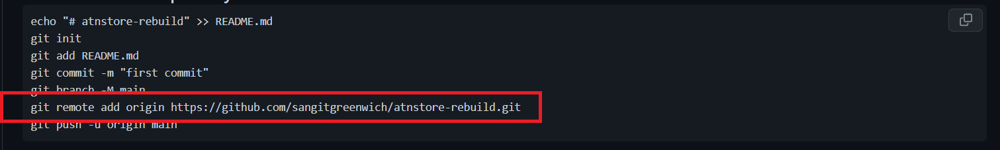 echo "# atnstore-rebuild" >> README.md
git init
git add README.md
git commit -m "first commit"
git branch -M main
git remote add origin https://github.com/sangitgreenwich/atnstore-rebuild.git
git push -u origin main